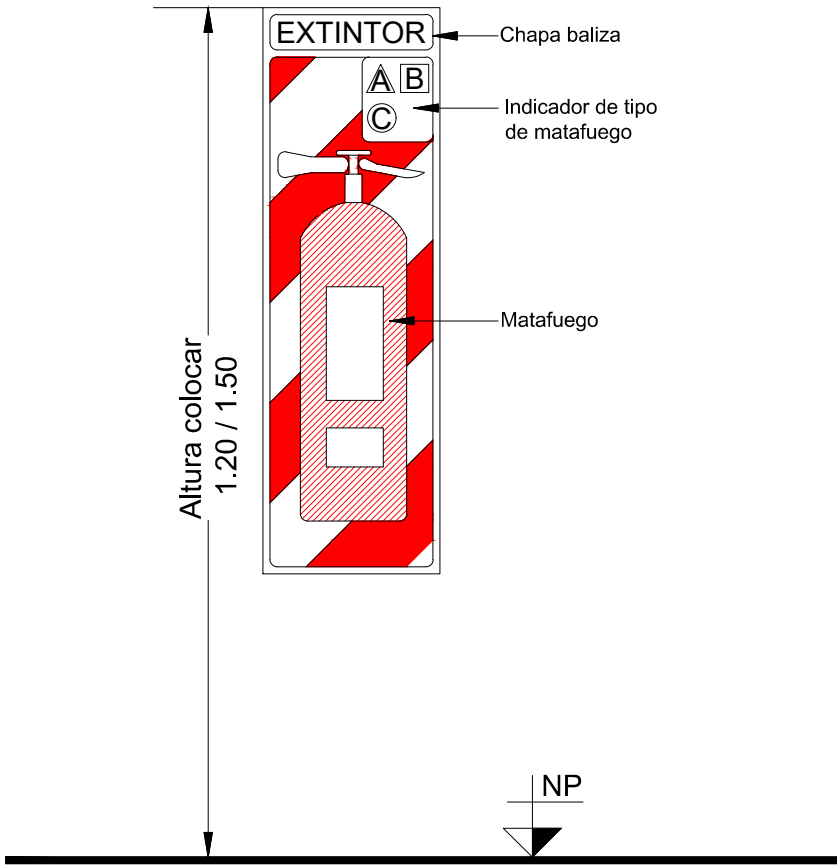 EXTINTOR
Chapa baliza
A B
C
Indicador de tipo
de matafuego
Matafuego
Altura colocar
1.20 / 1.50
NP